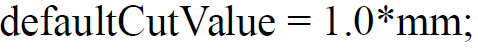 defaultCutValue = 1.0*mm;